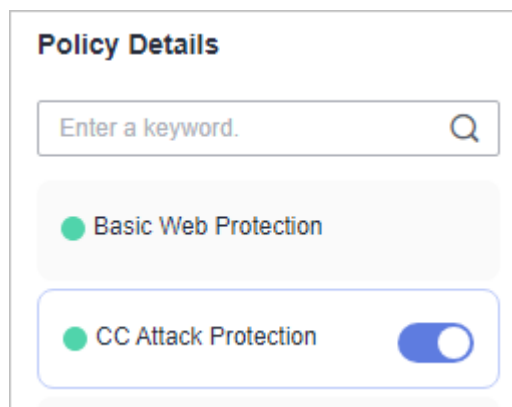 Policy Details
Enter a keyword.
Basic Web Protection
CC Attack Protection